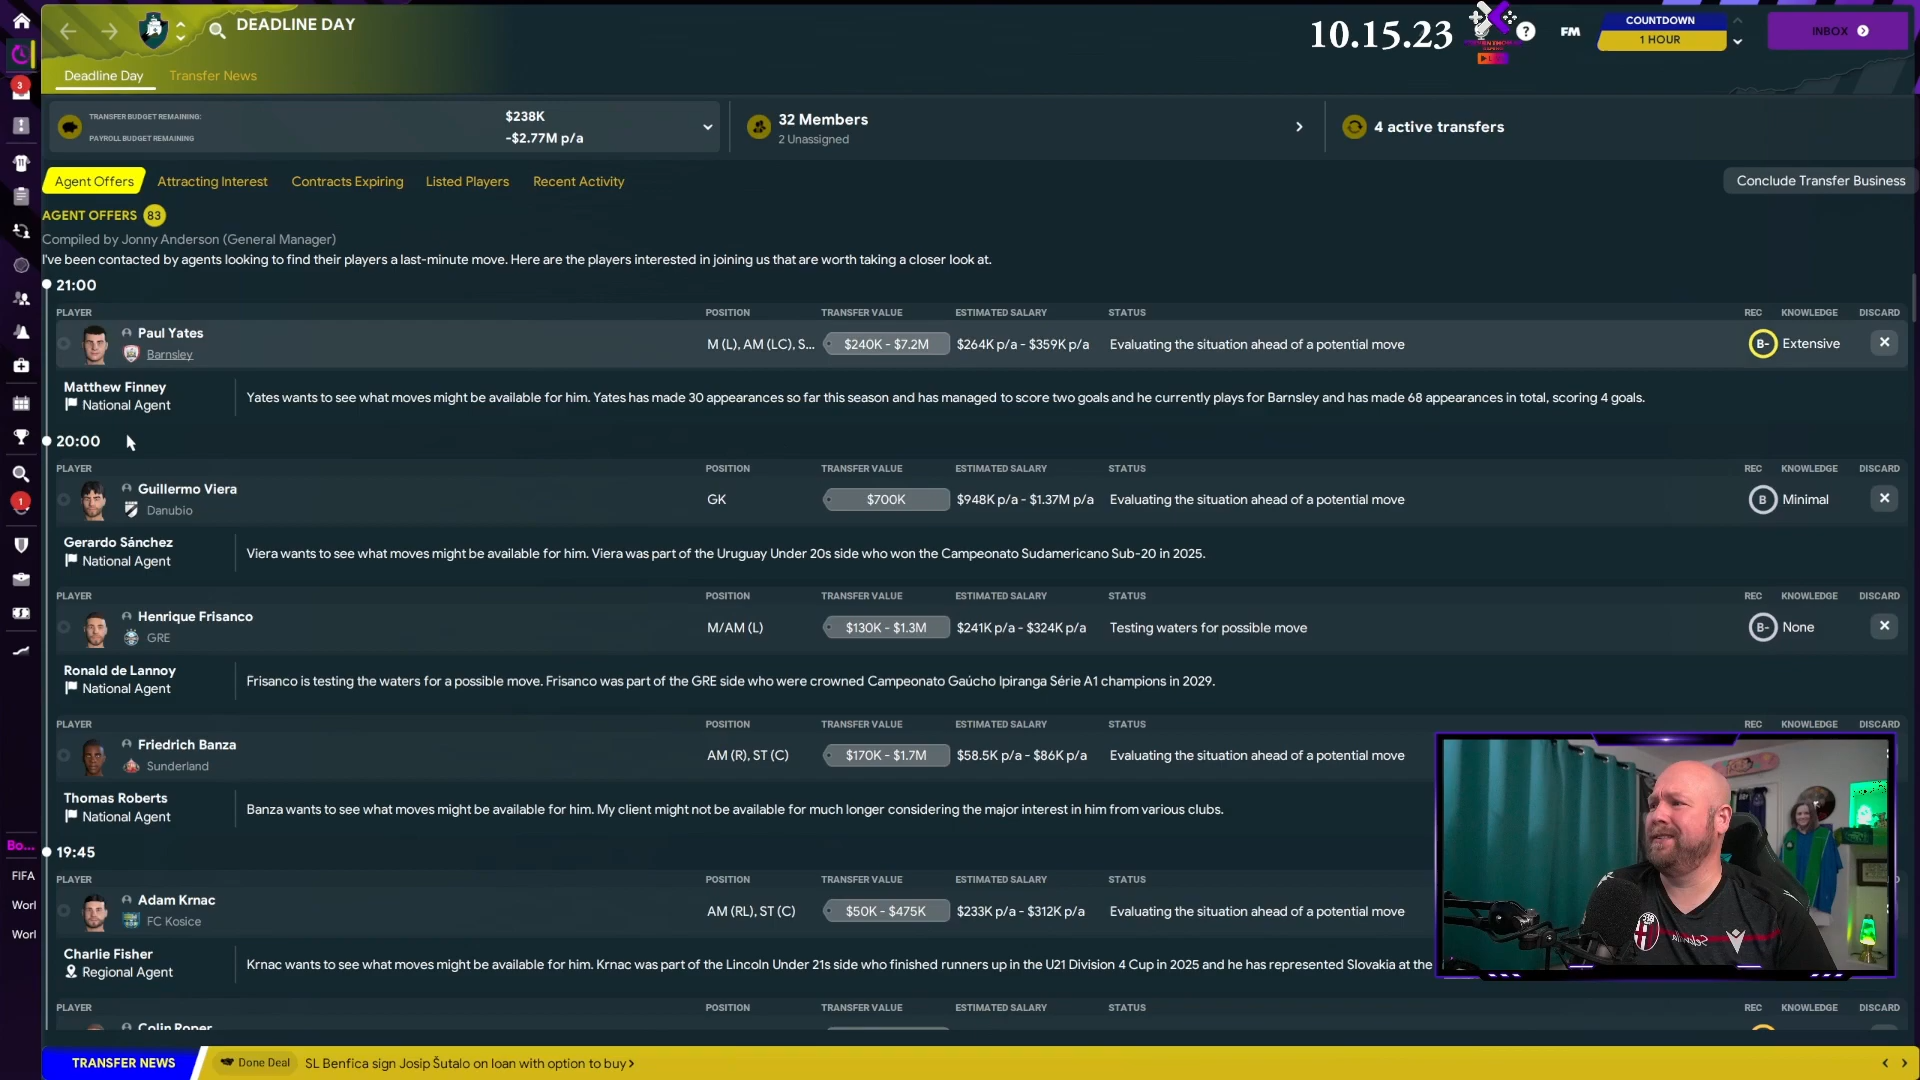 DEADLINE DAY
10.15.23
FM
COUNTDOWN
1 HOUR
INBOX
Deadline Day
Transfer News
3
TRANSFER BUDGET REMAINING:
$238K
PAYROLL BUDGET REMAINING
-$2.77M p/a
32 Members
2 Unassigned
4 active transfers
Agent Offers
Attracting Interest
Contracts Expiring
Listed Players
Recent Activity
Conclude Transfer Business
AGENT OFFERS 83
Compiled by Jonny Anderson (General Manager)
I've been contacted by agents looking to find their players a last-minute move. Here are the players interested in joining us that are worth taking a closer look at.
21:00
PLAYER POSITION TRANSFER VALUE ESTIMATED SALARY STATUS REC KNOWLEDGE DISCARD
Paul Yates
Barnsley
M (L), AM (LC), S... $240K - $7.2M $264K p/a - $359K p/a Evaluating the situation ahead of a potential move B- Extensive
Matthew Finney
National Agent
Yates wants to see what moves might be available for him. Yates has made 30 appearances so far this season and has managed to score two goals and he currently plays for Barnsley and has made 68 appearances in total, scoring 4 goals.
20:00
PLAYER POSITION TRANSFER VALUE ESTIMATED SALARY STATUS REC KNOWLEDGE DISCARD
Guillermo Viera
Danubio
GK $700K $948K p/a - $1.37M p/a Evaluating the situation ahead of a potential move B Minimal
Gerardo Sánchez
National Agent
Viera wants to see what moves might be available for him. Viera was part of the Uruguay Under 20s side who won the Campeonato Sudamericano Sub-20 in 2025.
PLAYER POSITION TRANSFER VALUE ESTIMATED SALARY STATUS REC KNOWLEDGE DISCARD
Henrique Frisanco
GRE
M/AM (L) $130K - $1.3M $241K p/a - $324K p/a Testing waters for possible move B- None
Ronald de Lannoy
National Agent
Frisanco is testing the waters for a possible move. Frisanco was part of the GRE side who were crowned Campeonato Gaúcho Ipiranga Série A1 champions in 2029.
PLAYER POSITION TRANSFER VALUE ESTIMATED SALARY STATUS REC KNOWLEDGE DISCARD
Friedrich Banza
Sunderland
AM (R), ST (C) $170K - $1.7M $58.5K p/a - $86K p/a Evaluating the situation ahead of a potential move
Thomas Roberts
National Agent
Banza wants to see what moves might be available for him. My client might not be available for much longer considering the major interest in him from various clubs.
19:45
PLAYER POSITION TRANSFER VALUE ESTIMATED SALARY STATUS
Adam Krnac
FC Kosice
AM (RL), ST (C) $50K - $475K $233K p/a - $312K p/a Evaluating the situation ahead of a potential move
Charlie Fisher
Regional Agent
Krnac wants to see what moves might be available for him. Krnac was part of the Lincoln Under 21s side who finished runners up in the U21 Division 4 Cup in 2025 and he has represented Slovakia at the
PLAYER POSITION TRANSFER VALUE ESTIMATED SALARY STATUS REC KNOWLEDGE DISCARD
Colin Roper
1
Bo...
FIFA
Worl
Worl
TRANSFER NEWS
Done Deal
SL Benfica sign Josip Šutalo on loan with option to buy